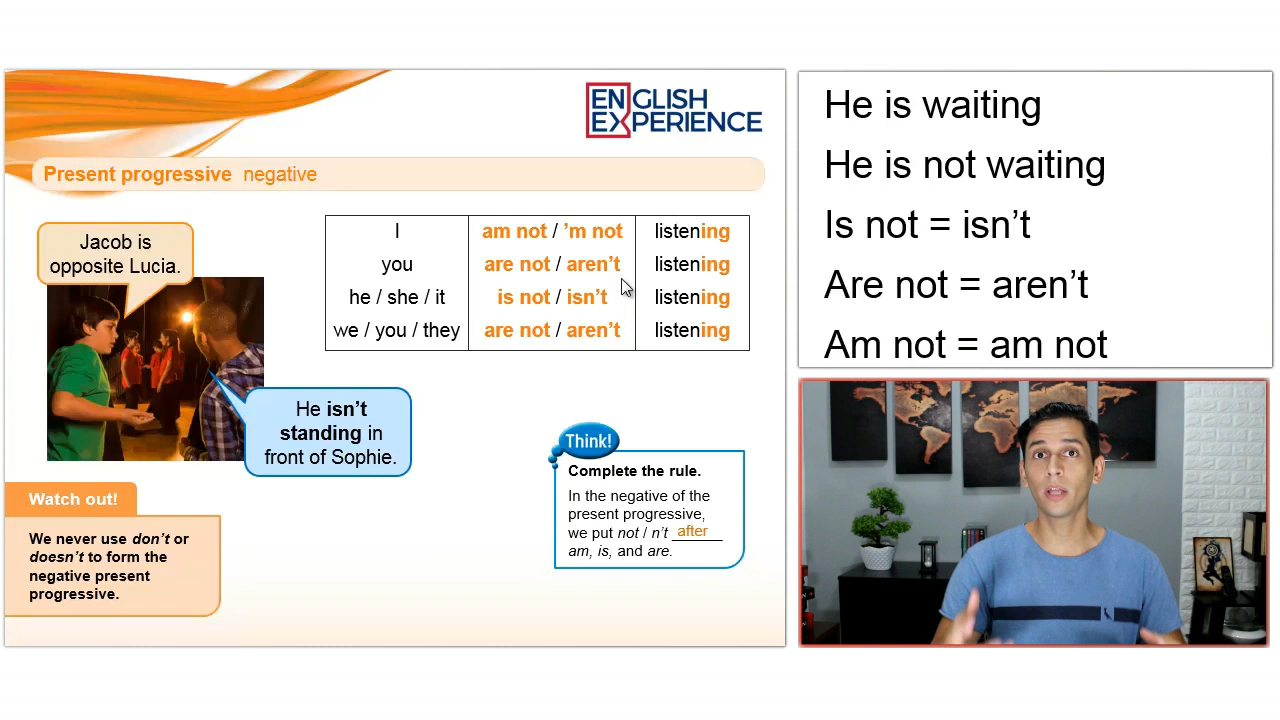 ENGLISH
EXPERIENCE
Present progressive negative
Jacob is
opposite Lucia.
I am not / ’m not listening
you are not / aren’t listening
he / she / it is not / isn’t listening
we / you / they are not / aren’t listening
He isn’t
standing in
front of Sophie.
Think!
Complete the rule.
In the negative of the
present progressive,
we put not / n’t after
am, is, and are.
Watch out!
We never use don’t or
doesn’t to form the
negative present
progressive.
He is waiting
He is not waiting
Is not = isn’t
Are not = aren’t
Am not = am not